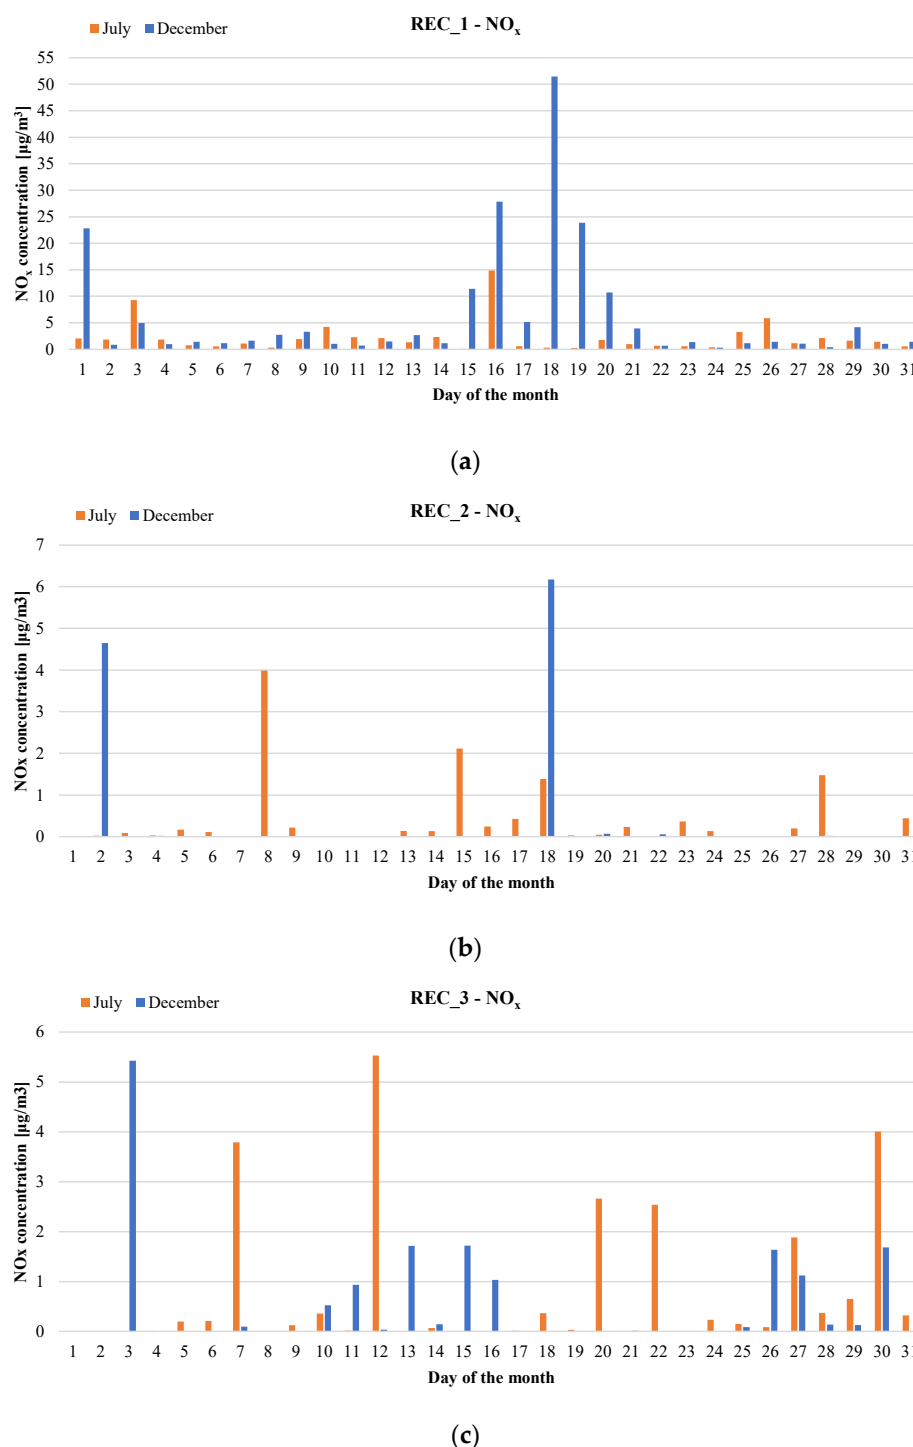 REC_1 - NOx
July December
55
50
45
40
35
30
25
20
15
10
5
0
NOx concentration [µg/m³]
1 2 3 4 5 6 7 8 9 10 11 12 13 14 15 16 17 18 19 20 21 22 23 24 25 26 27 28 29 30 31
Day of the month
(a)
REC_2 - NOx
July December
7
6
5
4
3
2
1
0
NOx concentration [µg/m3]
1 2 3 4 5 6 7 8 9 10 11 12 13 14 15 16 17 18 19 20 21 22 23 24 25 26 27 28 29 30 31
Day of the month
(b)
REC_3 - NOx
July December
6
5
4
3
2
1
0
NOx concentration [µg/m3]
1 2 3 4 5 6 7 8 9 10 11 12 13 14 15 16 17 18 19 20 21 22 23 24 25 26 27 28 29 30 31
Day of the month
(c)